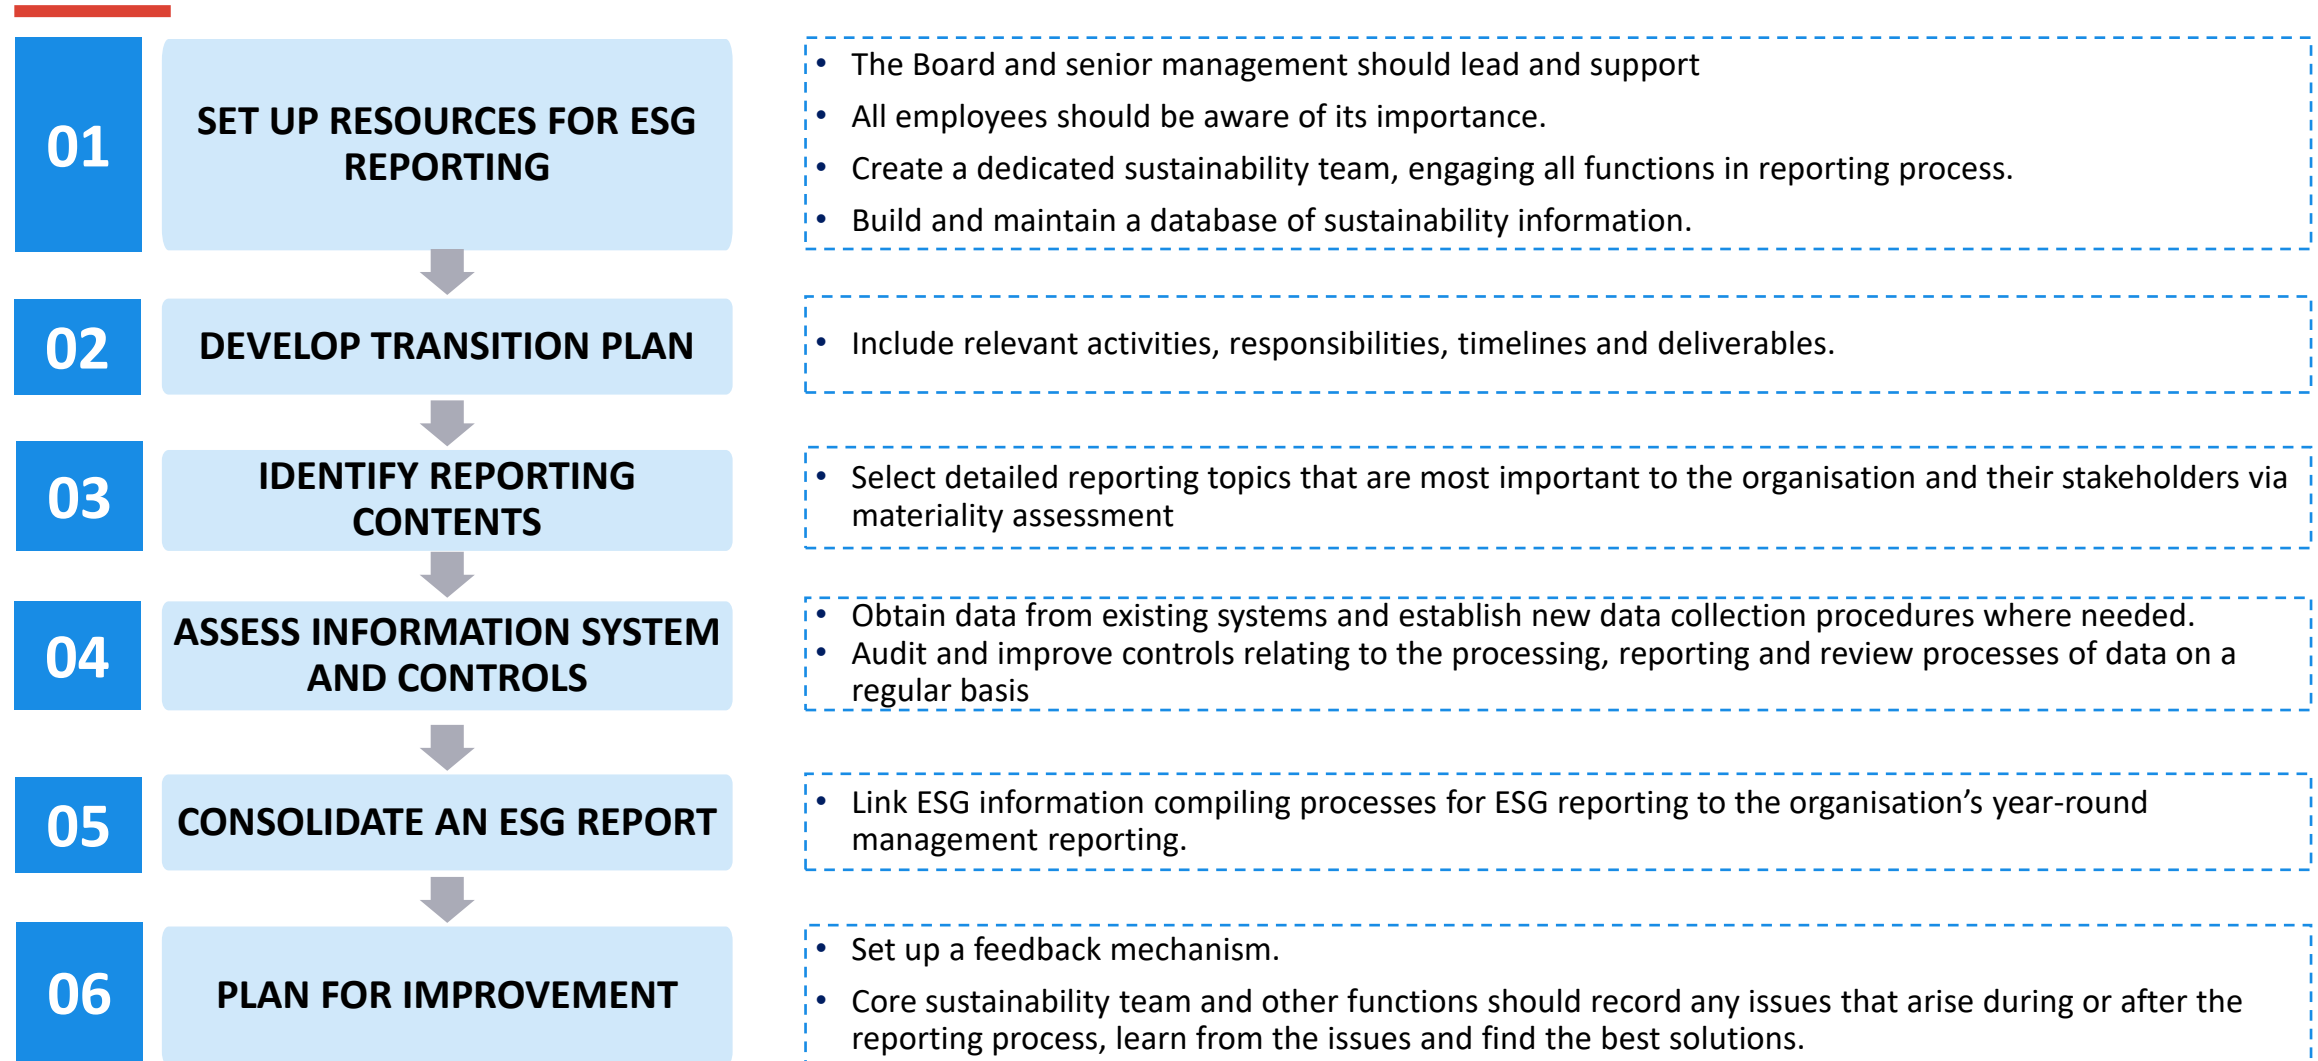 01
SET UP RESOURCES FOR ESG
REPORTING
• The Board and senior management should lead and support
• All employees should be aware of its importance.
• Create a dedicated sustainability team, engaging all functions in reporting process.
• Build and maintain a database of sustainability information.
02
DEVELOP TRANSITION PLAN
• Include relevant activities, responsibilities, timelines and deliverables.
03
IDENTIFY REPORTING
CONTENTS
• Select detailed reporting topics that are most important to the organisation and their stakeholders via
materiality assessment
04
ASSESS INFORMATION SYSTEM
AND CONTROLS
• Obtain data from existing systems and establish new data collection procedures where needed.
• Audit and improve controls relating to the processing, reporting and review processes of data on a
regular basis
05
CONSOLIDATE AN ESG REPORT
• Link ESG information compiling processes for ESG reporting to the organisation’s year-round
management reporting.
06
PLAN FOR IMPROVEMENT
• Set up a feedback mechanism.
• Core sustainability team and other functions should record any issues that arise during or after the
reporting process, learn from the issues and find the best solutions.